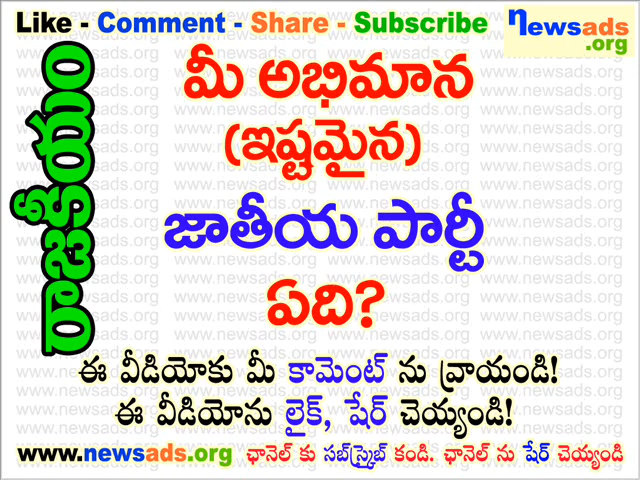 Like - Comment - Share - Subscribe
newsads
.org
రాజకీయం
మీ అభిమాన
(ఇష్టమైన)
జాతీయ పార్టీ
ఏది?
ఈ వీడియోకు మీ కామెంట్ ను వ్రాయండి!
ఈ వీడియోను లైక్, షేర్ చెయ్యండి!
www.newsads.org ఛానెల్ కు సబ్‌స్క్రైబ్ కండి. ఛానెల్ ను షేర్ చెయ్యండి